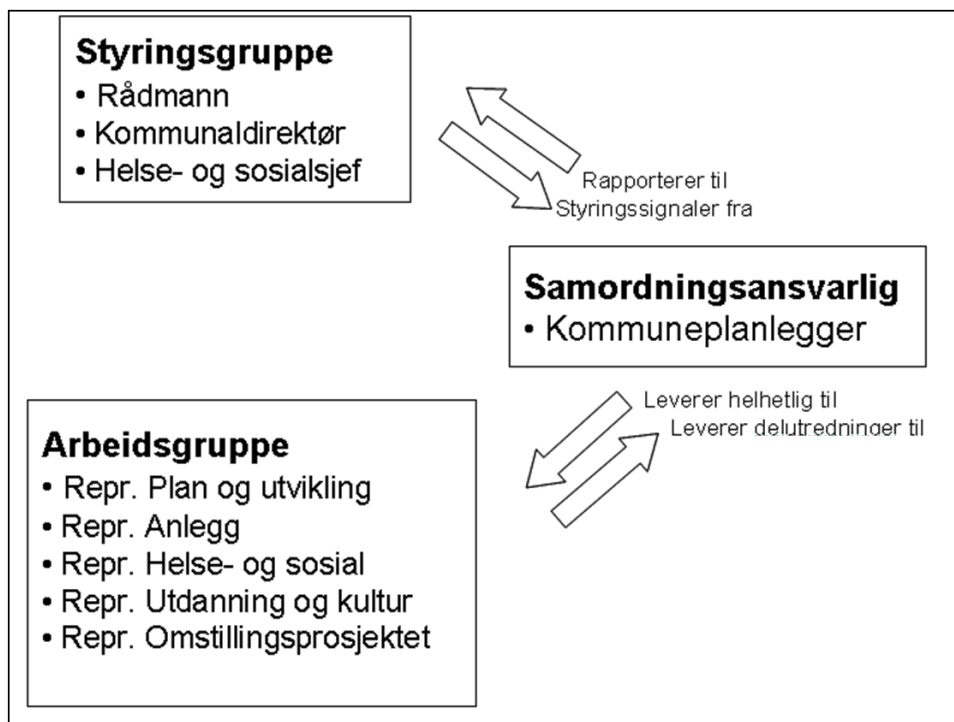 Styringsgruppe
• Rådmann
• Kommunaldirektør
• Helse- og sosialsjef
Rapporterer til
Styringssignaler fra
Samordningsansvarlig
• Kommuneplanlegger
Leverer helhetlig til
Leverer delutredninger til
Arbeidsgruppe
• Repr. Plan og utvikling
• Repr. Anlegg
• Repr. Helse- og sosial
• Repr. Utdanning og kultur
• Repr. Omstillingsprosjektet